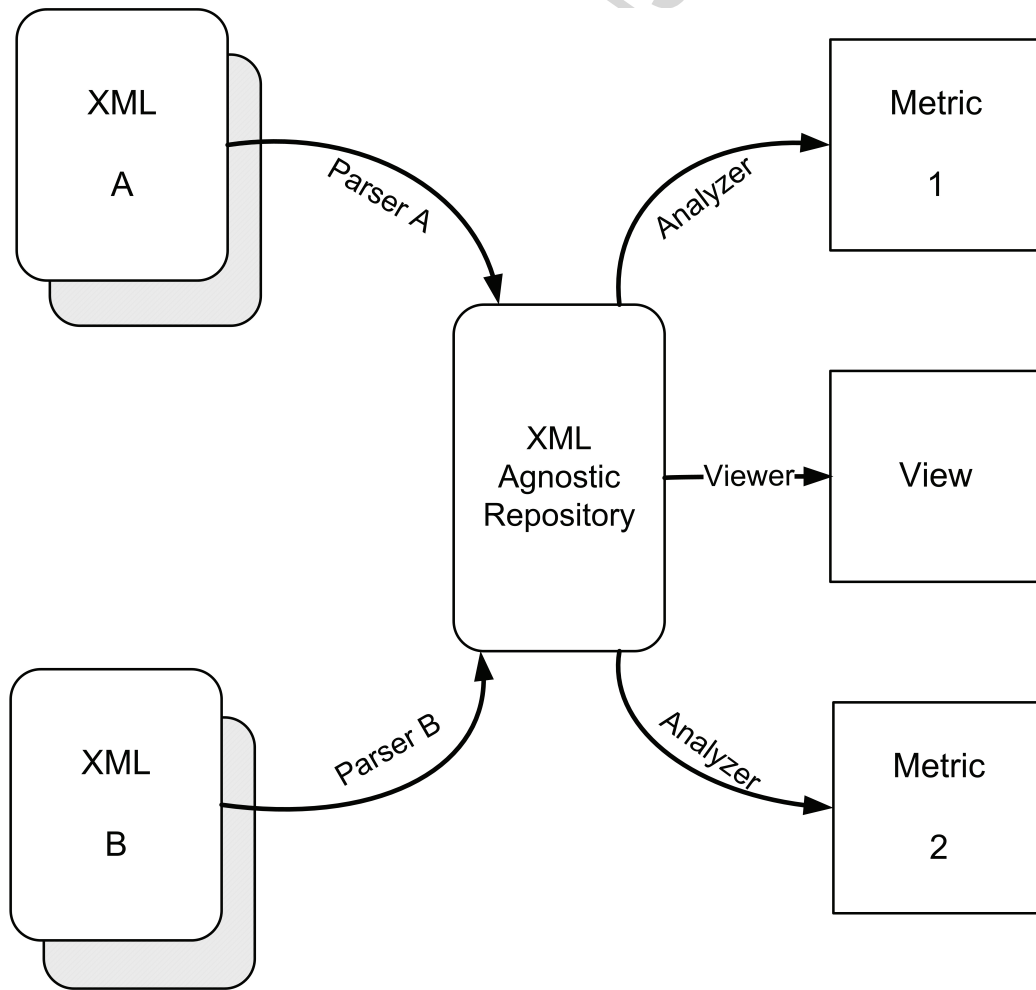 XML
A
Parser A
Analyzer
Metric
1
XML
Agnostic
Repository
Viewer
View
XML
B
Parser B
Analyzer
Metric
2